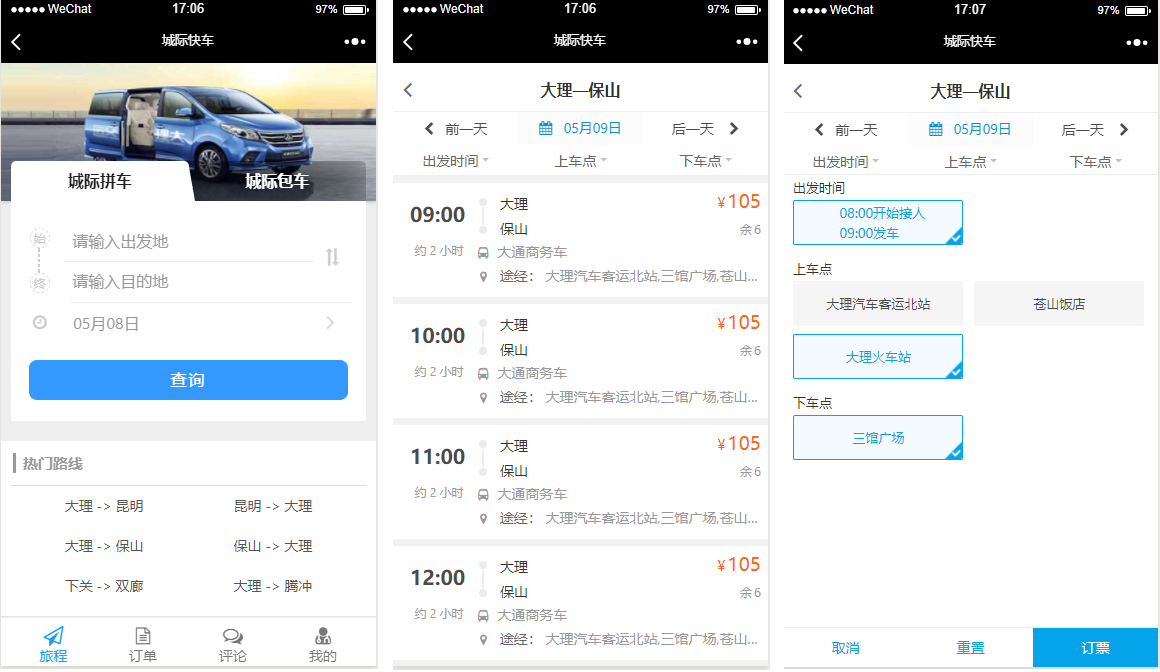 WeChat 17:06 97%
城际快车
城际拼车 城际包车
始 请输入出发地
终 请输入目的地
05月08日
查询
热门路线
大理 -> 昆明 昆明 -> 大理
大理 -> 保山 保山 -> 大理
下关 -> 双廊 大理 -> 腾冲
旅程 订单 评论 我的
WeChat 17:06 97%
城际快车
大理—保山
前一天 05月09日 后一天
出发时间 上车点 下车点
09:00 大理 ¥105
保山 余6
约 2 小时 大通商务车
途经： 大理汽车客运北站,三馆广场,苍山...
10:00 大理 ¥105
保山 余6
约 2 小时 大通商务车
途经： 大理汽车客运北站,三馆广场,苍山...
11:00 大理 ¥105
保山 余6
约 2 小时 大通商务车
途经： 大理汽车客运北站,三馆广场,苍山...
12:00 大理 ¥105
保山 余6
约 2 小时 大通商务车
途经： 大理汽车客运北站,三馆广场,苍山...
WeChat 17:07 97%
城际快车
大理—保山
前一天 05月09日 后一天
出发时间 上车点 下车点
出发时间
08:00开始接人
09:00发车
上车点
大理汽车客运北站 苍山饭店
大理火车站
下车点
三馆广场
取消 重置 订票